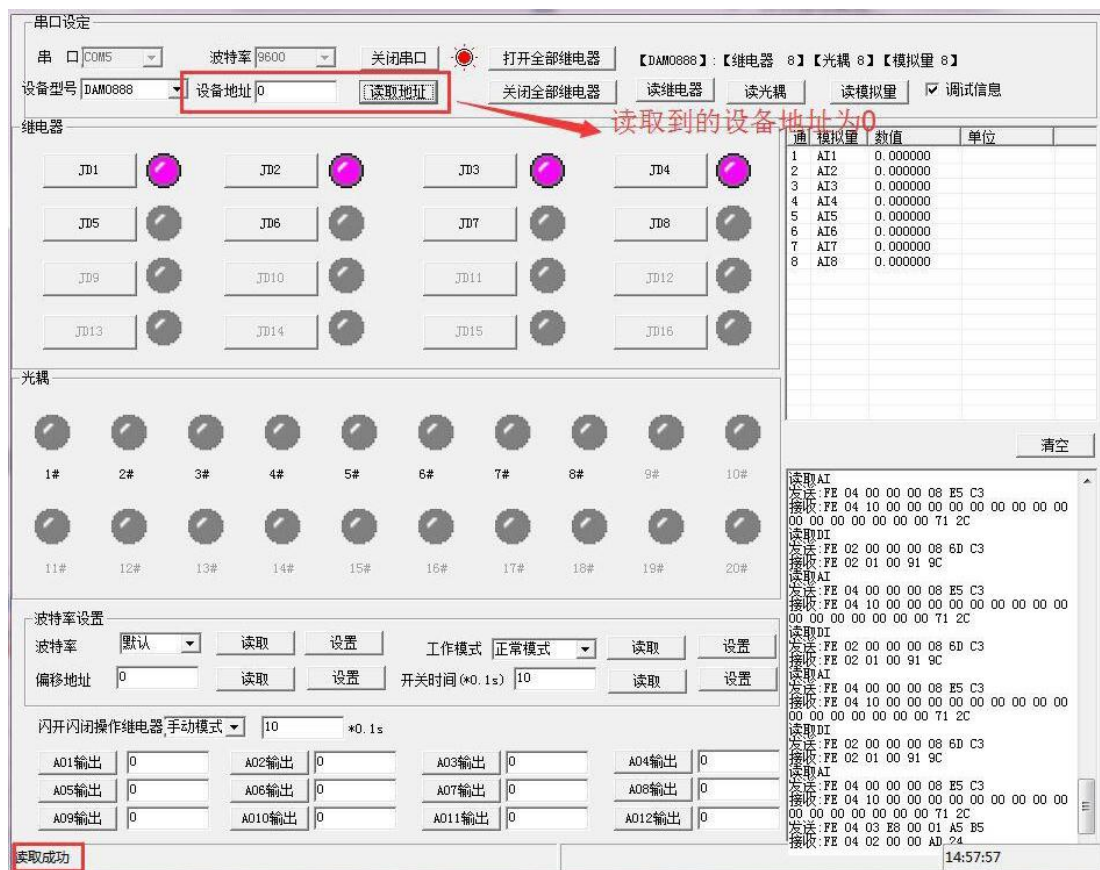 串口设定
串 口 COM5 波特率 9600 关闭串口 打开全部继电器 【DAM0888】:【继电器 8】【光耦 8】【模拟量 8】
设备型号 DAM0888 设备地址 0 读取地址 关闭全部继电器 读继电器 读光耦 读模拟量 调试信息
读取到的设备地址为0
继电器
JD1 JD2 JD3 JD4
JD5 JD6 JD7 JD8
JD9 JD10 JD11 JD12
JD13 JD14 JD15 JD16
通 模拟量 数值 单位
1 AI1 0.000000
2 AI2 0.000000
3 AI3 0.000000
4 AI4 0.000000
5 AI5 0.000000
6 AI6 0.000000
7 AI7 0.000000
8 AI8 0.000000
光耦
1# 2# 3# 4# 5# 6# 7# 8# 9# 10#
11# 12# 13# 14# 15# 16# 17# 18# 19# 20#
清空
读取AI
发送:FE 04 00 00 00 08 E5 C3
接收:FE 04 10 00 00 00 00 00 00 00 00 00 00
00 00 00 00 00 00 00 71 2C
读取DI
发送:FE 02 00 00 00 08 6D C3
接收:FE 02 01 00 91 9C
读取AI
发送:FE 04 00 00 00 08 E5 C3
接收:FE 04 10 00 00 00 00 00 00 00 00 00 00
00 00 00 00 00 00 00 71 2C
读取DI
发送:FE 02 00 00 00 08 6D C3
接收:FE 02 01 00 91 9C
读取AI
发送:FE 04 00 00 00 08 E5 C3
接收:FE 04 10 00 00 00 00 00 00 00 00 00 00
00 00 00 00 00 00 00 71 2C
读取DI
发送:FE 02 00 00 00 08 6D C3
接收:FE 02 01 00 91 9C
读取AI
发送:FE 04 00 00 00 08 E5 C3
接收:FE 04 10 00 00 00 00 00 00 00 00 00 00
00 00 00 00 00 00 00 71 2C
发送:FE 04 03 E8 00 01 A5 B5
接收:FE 04 02 00 00 AD 24
波特率设置
波特率 默认 读取 设置 工作模式 正常模式 读取 设置
偏移地址 0 读取 设置 开关时间(*0.1s) 10 读取 设置
闪开闪闭操作继电器 手动模式 10 *0.1s
AO1输出 0 AO2输出 0 AO3输出 0 AO4输出 0
AO5输出 0 AO6输出 0 AO7输出 0 AO8输出 0
AO9输出 0 AO10输出 0 AO11输出 0 AO12输出 0
读取成功 14:57:57